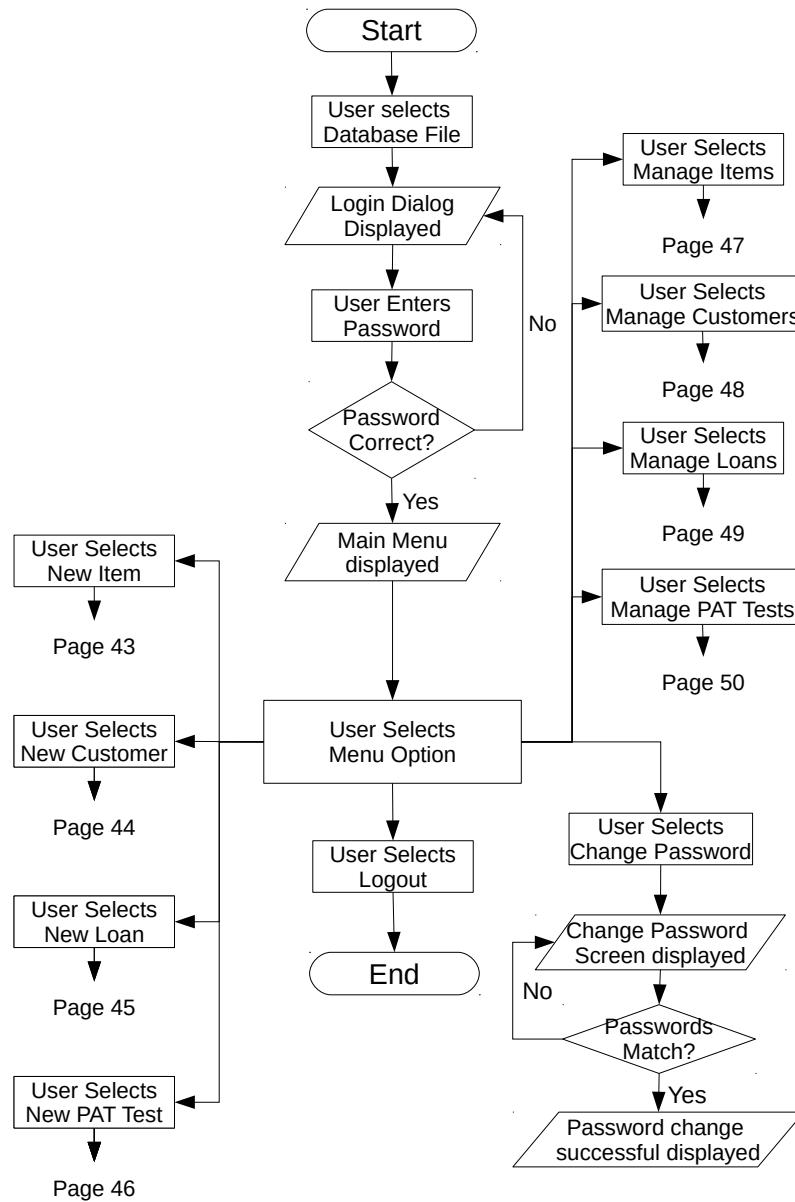 Start
User selects
Database File
Login Dialog
Displayed
User Enters
Password
No
Password
Correct?
Yes
Main Menu
displayed
User Selects
Menu Option
User Selects
Logout
End
User Selects
New Item
Page 43
User Selects
New Customer
Page 44
User Selects
New Loan
Page 45
User Selects
New PAT Test
Page 46
User Selects
Manage Items
Page 47
User Selects
Manage Customers
Page 48
User Selects
Manage Loans
Page 49
User Selects
Manage PAT Tests
Page 50
User Selects
Change Password
Change Password
Screen displayed
No
Passwords
Match?
Yes
Password change
successful displayed